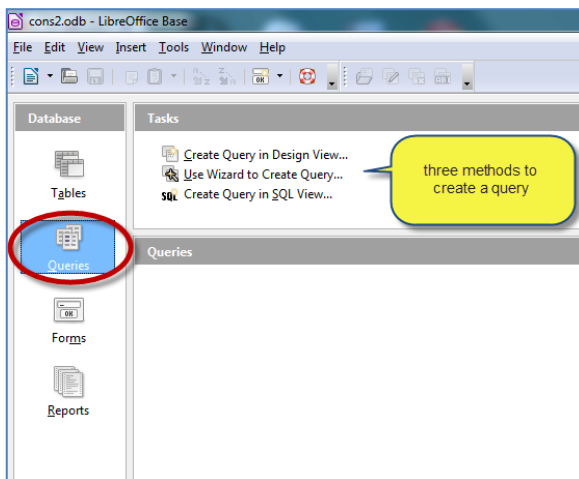 cons2.odb - LibreOffice Base
File Edit View Insert Tools Window Help
Database
Tasks
Tables
Queries
Forms
Reports
Create Query in Design View...
Use Wizard to Create Query...
SQL Create Query in SQL View...
three methods to
create a query
Queries